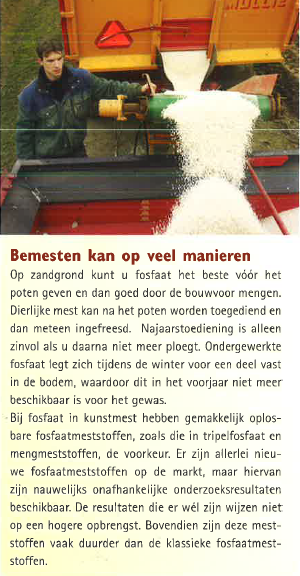 MULLIE
Bemesten kan op veel manieren
Op zandgrond kunt u fosfaat het beste vóór het
poten geven en dan goed door de bouwvoor mengen.
Dierlijke mest kan na het poten worden toegediend en
dan meteen ingefreesd. Najaarstoediening is alleen
zinvol als u daarna niet meer ploegt. Ondergewerkte
fosfaat legt zich tijdens de winter voor een deel vast
in de bodem, waardoor dit in het voorjaar niet meer
beschikbaar is voor het gewas.
Bij fosfaat in kunstmest hebben gemakkelijk oplos-
bare fosfaatmeststoffen, zoals die in tripelfosfaat en
mengmeststoffen, de voorkeur. Er zijn allerlei nieu-
we fosfaatmeststoffen op de markt, maar hiervan
zijn nauwelijks onafhankelijke onderzoeksresultaten
beschikbaar. De resultaten die er wél zijn wijzen niet
op een hogere opbrengst. Bovendien zijn deze mest-
stoffen vaak duurder dan de klassieke fosfaatmest-
stoffen.